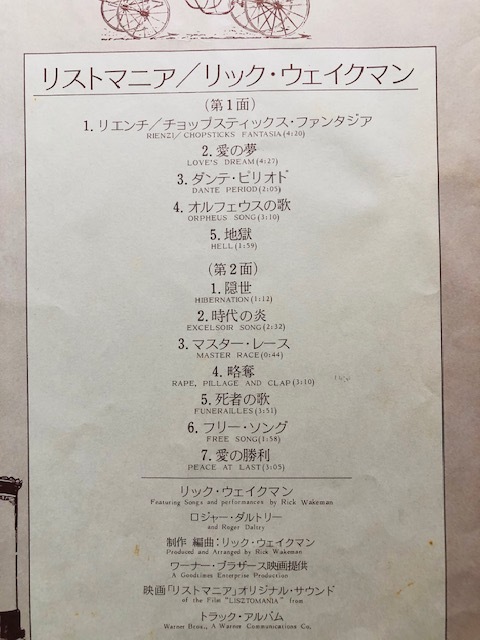 リストマニア／リック・ウェイクマン
(第1面)
1. リエンチ／チョップスティックス・ファンタジア
RIENZI/CHOPSTICKS FANTASIA(4:20)
2. 愛の夢
LOVE'S DREAM(4:27)
3. ダンテ・ピリオド
DANTE PERIOD(2:05)
4. オルフェウスの歌
ORPHEUS SONG(3:10)
5. 地獄
HELL(1:59)
(第2面)
1. 隠世
HIBERNATION(1:12)
2. 時代の炎
EXCELSOIR SONG(2:32)
3. マスター・レース
MASTER RACE(0:44)
4. 略奪
RAPE, PILLAGE AND CLAP(3:10)
5. 死者の歌
FUNERAILLES(3:51)
6. フリー・ソング
FREE SONG(1:58)
7. 愛の勝利
PEACE AT LAST(3:05)
リック・ウェイクマン
Featuring Songs and performances by Rick Wakeman
ロジャー・ダルトリー
and Roger Daltry
制作 編曲：リック・ウェイクマン
Produced and Arranged by Rick Wakeman
ワーナー・ブラザース映画提供
A Goodtimes Enterprise Production
映画「リストマニア」オリジナル・サウンド
of the Film "LISZTOMANIA" from
トラック・アルバム
Warner Bros., A Warner Communications Co,